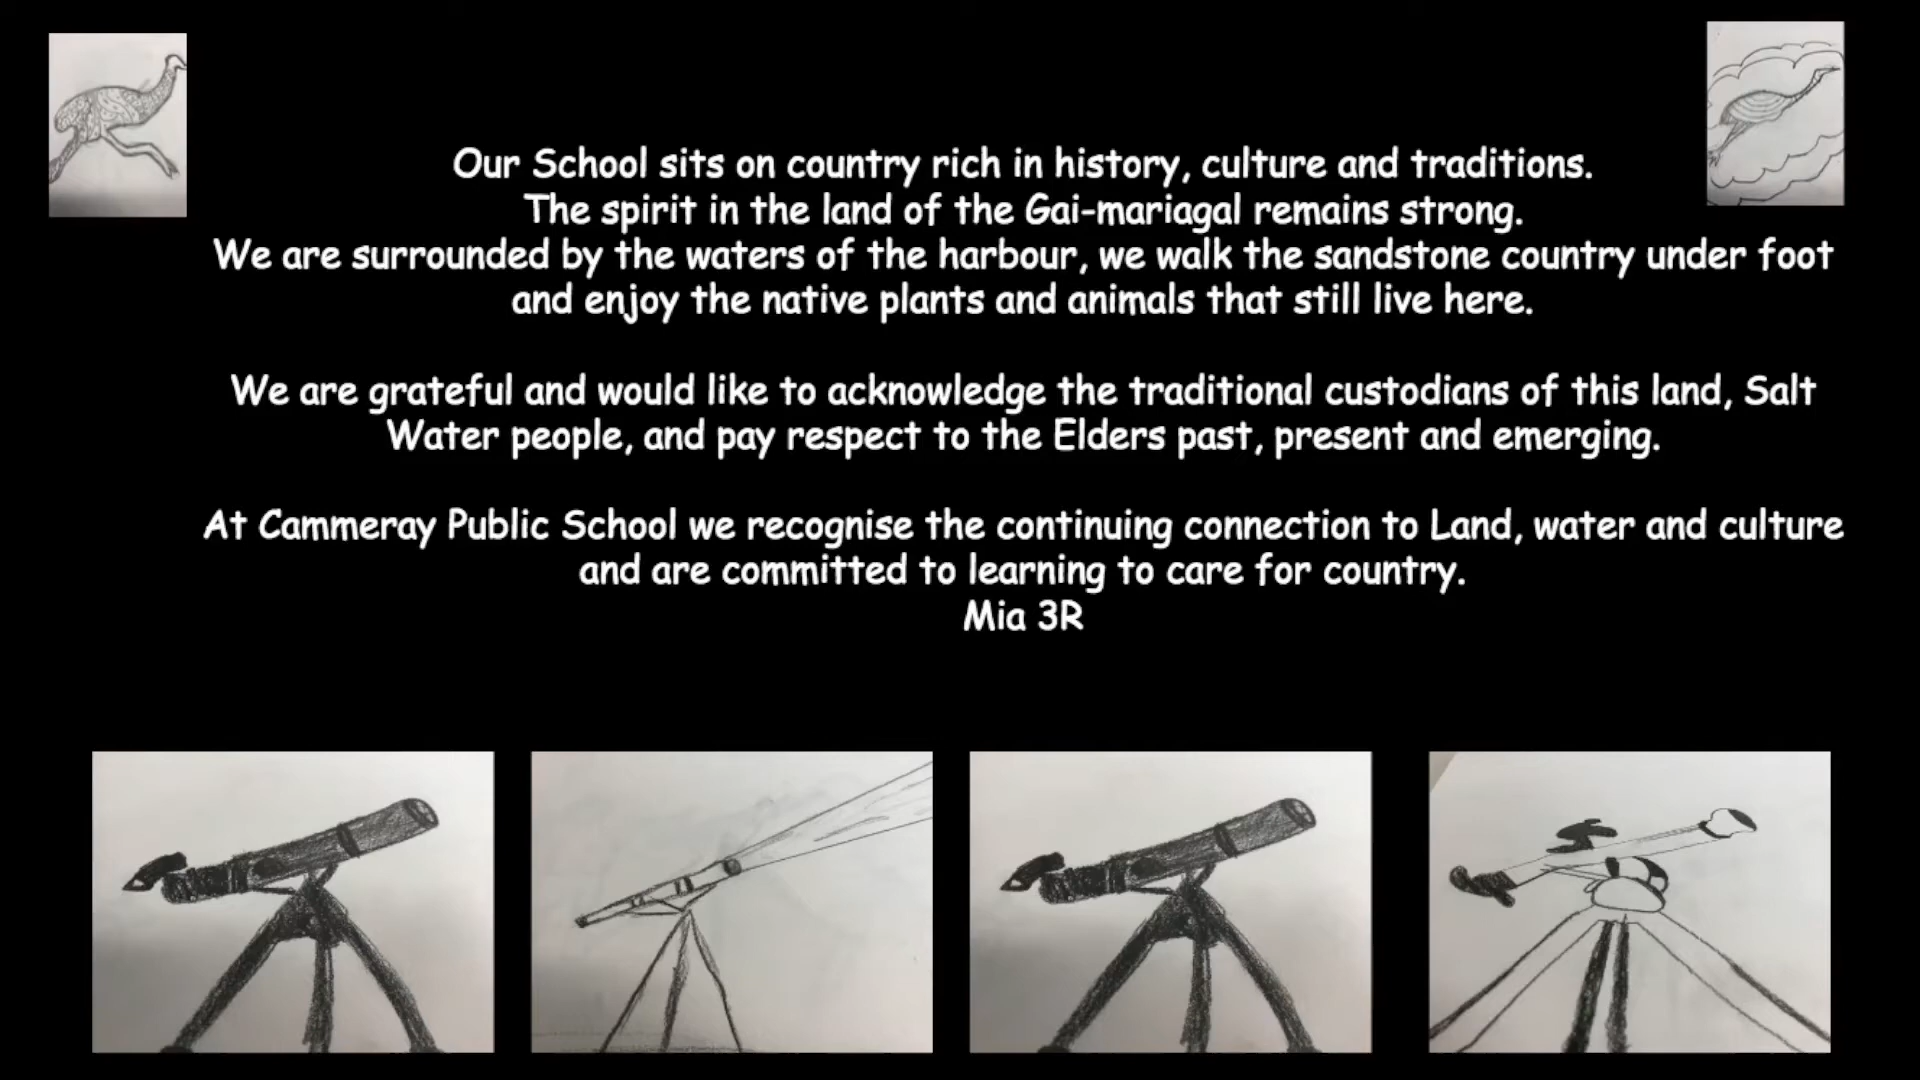 Our School sits on country rich in history, culture and traditions.
The spirit in the land of the Gai-mariagal remains strong.
We are surrounded by the waters of the harbour, we walk the sandstone country under foot
and enjoy the native plants and animals that still live here.
We are grateful and would like to acknowledge the traditional custodians of this land, Salt
Water people, and pay respect to the Elders past, present and emerging.
At Cammeray Public School we recognise the continuing connection to Land, water and culture
and are committed to learning to care for country.
Mia 3R